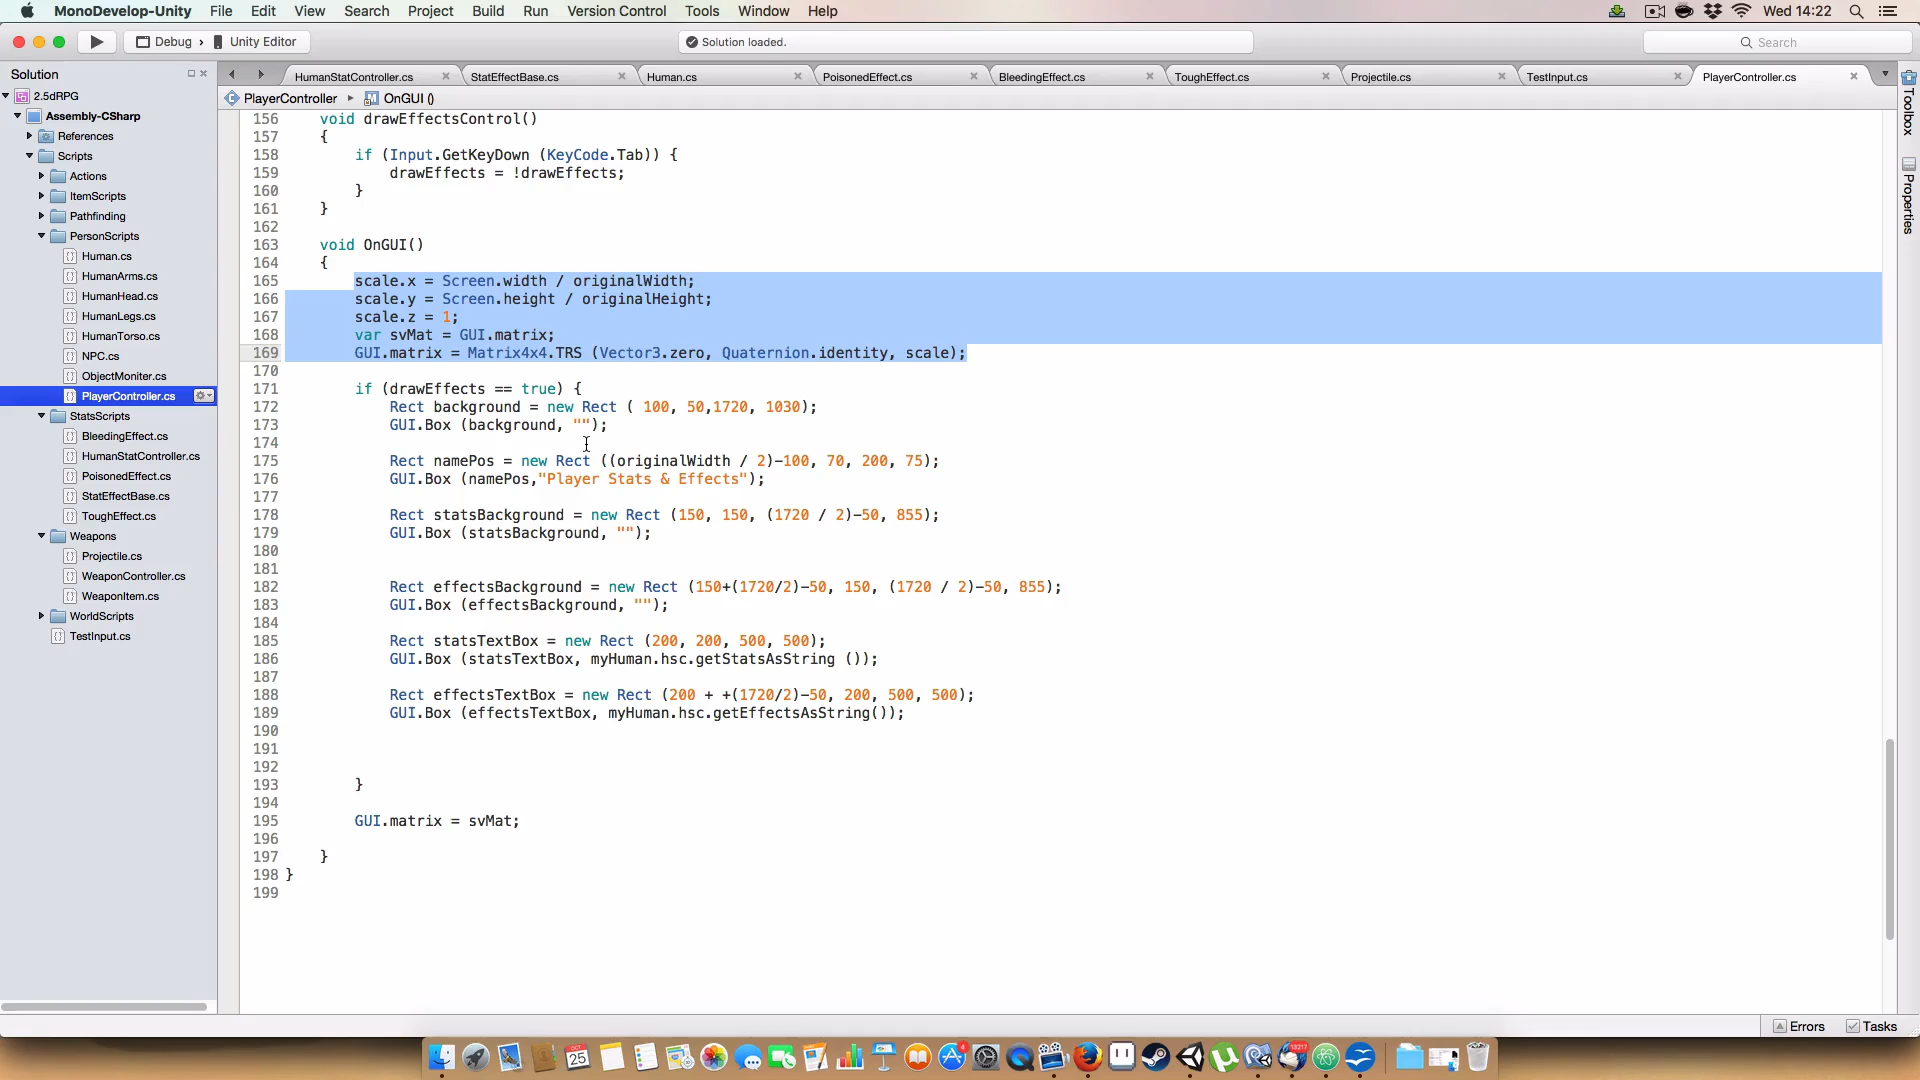 MonoDevelop-Unity File Edit View Search Project Build Run Version Control Tools Window Help Wed 14:22
Debug › Unity Editor
Solution loaded.
Search
Solution
HumanStatController.cs
StatEffectBase.cs
Human.cs
PoisonedEffect.cs
BleedingEffect.cs
ToughEffect.cs
Projectile.cs
TestInput.cs
PlayerController.cs
PlayerController ▸ OnGUI ()
2.5dRPG
Assembly-CSharp
References
Scripts
Actions
ItemScripts
Pathfinding
PersonScripts
Human.cs
HumanArms.cs
HumanHead.cs
HumanLegs.cs
HumanTorso.cs
NPC.cs
ObjectMoniter.cs
PlayerController.cs
StatsScripts
BleedingEffect.cs
HumanStatController.cs
PoisonedEffect.cs
StatEffectBase.cs
ToughEffect.cs
Weapons
Projectile.cs
WeaponController.cs
WeaponItem.cs
WorldScripts
TestInput.cs
156 void drawEffectsControl()
157 {
158 if (Input.GetKeyDown (KeyCode.Tab)) {
159 drawEffects = !drawEffects;
160 }
161 }
162
163 void OnGUI()
164 {
165 scale.x = Screen.width / originalWidth;
166 scale.y = Screen.height / originalHeight;
167 scale.z = 1;
168 var svMat = GUI.matrix;
169 GUI.matrix = Matrix4x4.TRS (Vector3.zero, Quaternion.identity, scale);
170
171 if (drawEffects == true) {
172 Rect background = new Rect ( 100, 50,1720, 1030);
173 GUI.Box (background, "");
174
175 Rect namePos = new Rect ((originalWidth / 2)-100, 70, 200, 75);
176 GUI.Box (namePos,"Player Stats & Effects");
177
178 Rect statsBackground = new Rect (150, 150, (1720 / 2)-50, 855);
179 GUI.Box (statsBackground, "");
180
181
182 Rect effectsBackground = new Rect (150+(1720/2)-50, 150, (1720 / 2)-50, 855);
183 GUI.Box (effectsBackground, "");
184
185 Rect statsTextBox = new Rect (200, 200, 500, 500);
186 GUI.Box (statsTextBox, myHuman.hsc.getStatsAsString ());
187
188 Rect effectsTextBox = new Rect (200 + +(1720/2)-50, 200, 500, 500);
189 GUI.Box (effectsTextBox, myHuman.hsc.getEffectsAsString());
190
191
192
193 }
194
195 GUI.matrix = svMat;
196
197 }
198 }
199
Toolbox
Properties
Errors
Tasks